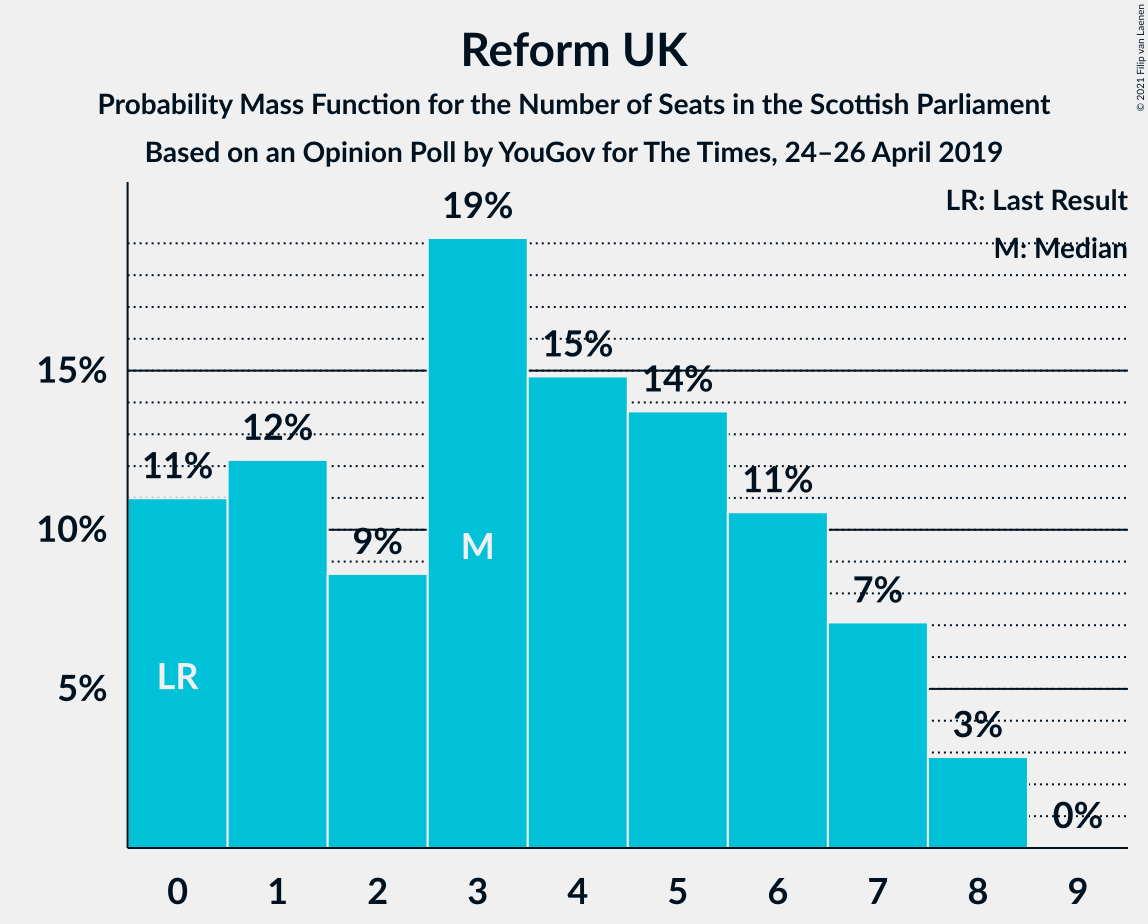 Reform UK
Probability Mass Function for the Number of Seats in the Scottish Parliament
Based on an Opinion Poll by YouGov for The Times, 24–26 April 2019
© 2021 Filip van Laenen
LR: Last Result
M: Median
19%
15%
15%
14%
12%
11%
11%
10%
9%
M
7%
LR
5%
3%
0%
0 1 2 3 4 5 6 7 8 9